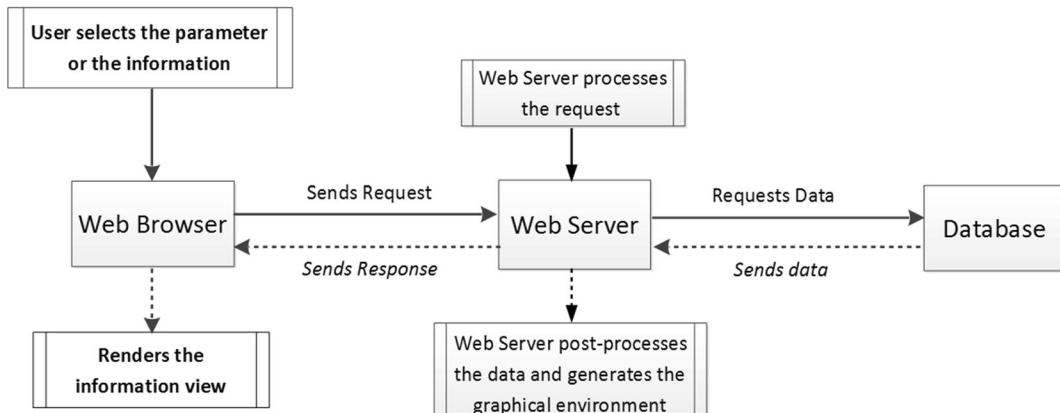 User selects the parameter
or the information
Web Server processes
the request
Web Browser
Sends Request
Sends Response
Web Server
Requests Data
Sends data
Database
Renders the
information view
Web Server post-processes
the data and generates the
graphical environment